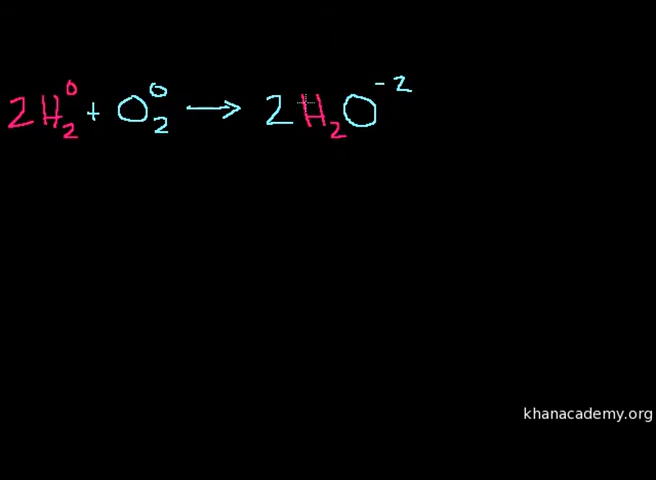 2H₂⁰ + O₂⁰ → 2H₂O⁻²
khanacademy.org